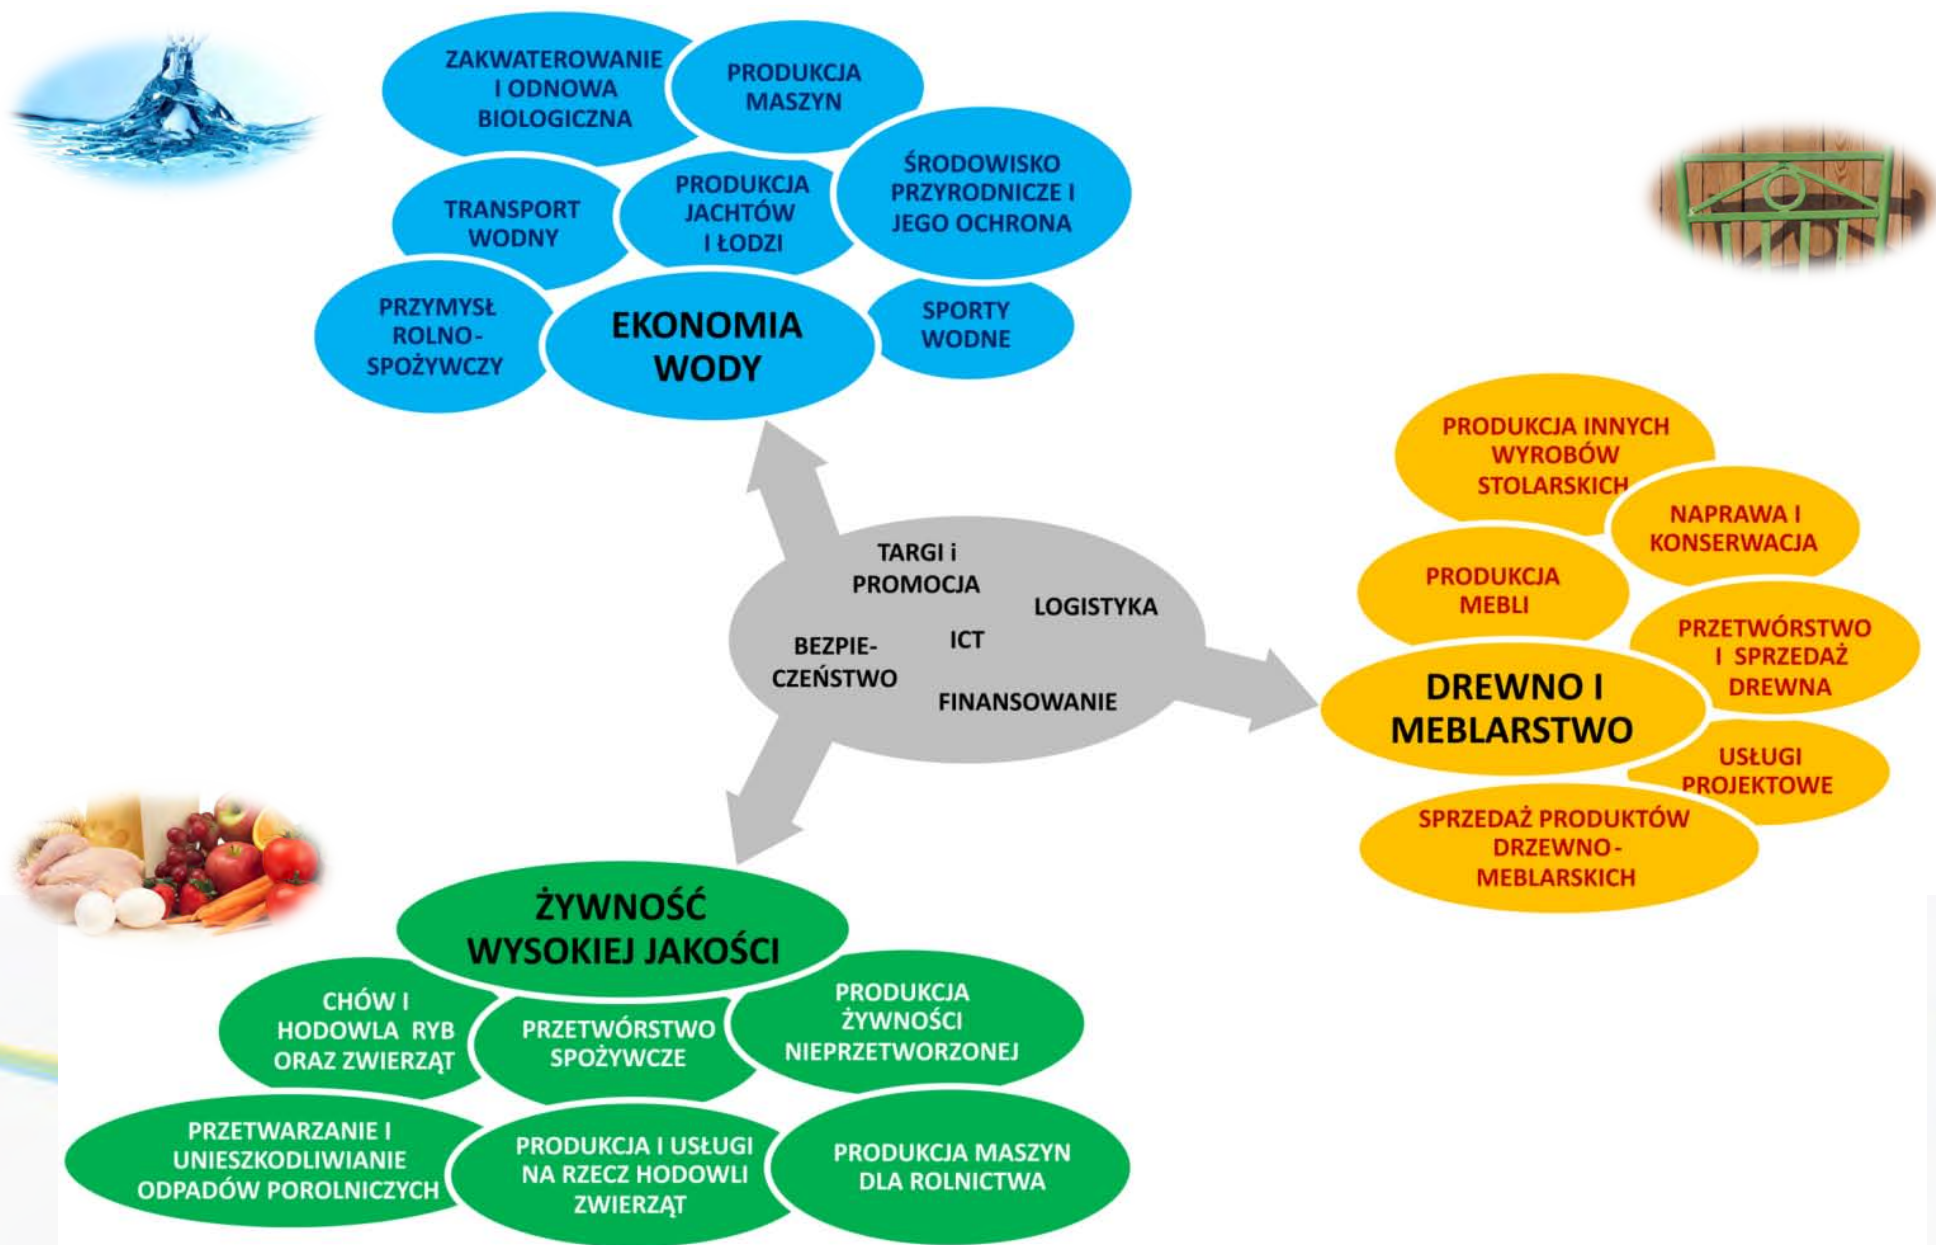 ZAKWATEROWANIE
I ODNOWA
BIOLOGICZNA
PRODUKCJA
MASZYN
ŚRODOWISKO
PRZYRODNICZE I
JEGO OCHRONA
TRANSPORT
WODNY
PRODUKCJA
JACHTÓW
I ŁODZI
PRZYMYSŁ
ROLNO-
SPOŻYWCZY
EKONOMIA
WODY
SPORTY
WODNE
TARGI i
PROMOCJA
LOGISTYKA
BEZPIE-
CZEŃSTWO
ICT
FINANSOWANIE
PRODUKCJA INNYCH
WYROBÓW
STOLARSKICH
NAPRAWA I
KONSERWACJA
PRODUKCJA
MEBLI
PRZETWÓRSTWO
I SPRZEDAŻ
DREWNA
DREWNO I
MEBLARSTWO
USŁUGI
PROJEKTOWE
SPRZEDAŻ PRODUKTÓW
DRZEWNO-
MEBLARSKICH
ŻYWNOŚĆ
WYSOKIEJ JAKOŚCI
CHÓW I
HODOWLA RYB
ORAZ ZWIERZĄT
PRZETWÓRSTWO
SPOŻYWCZE
PRODUKCJA
ŻYWNOŚCI
NIEPRZETWORZONEJ
PRZETWARZANIE I
UNIESZKODLIWIANIE
ODPADÓW POROLNICZYCH
PRODUKCJA I USŁUGI
NA RZECZ HODOWLI
ZWIERZĄT
PRODUKCJA MASZYN
DLA ROLNICTWA